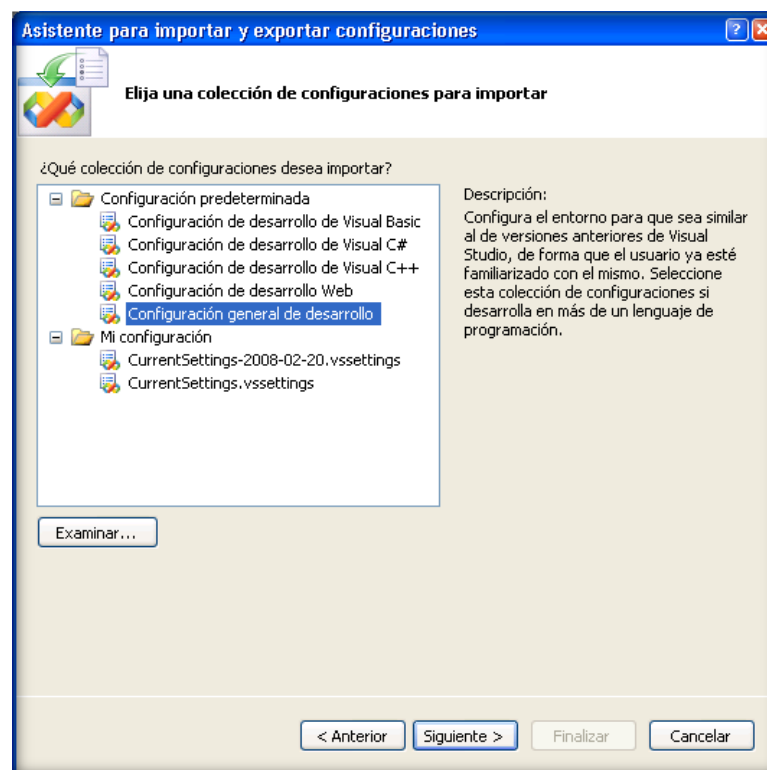 Asistente para importar y exportar configuraciones
Elija una colección de configuraciones para importar
¿Qué colección de configuraciones desea importar?
Configuración predeterminada
Configuración de desarrollo de Visual Basic
Configuración de desarrollo de Visual C#
Configuración de desarrollo de Visual C++
Configuración de desarrollo Web
Configuración general de desarrollo
Mi configuración
CurrentSettings-2008-02-20.vssettings
CurrentSettings.vssettings
Descripción:
Configura el entorno para que sea similar
al de versiones anteriores de Visual
Studio, de forma que el usuario ya esté
familiarizado con el mismo. Seleccione
esta colección de configuraciones si
desarrolla en más de un lenguaje de
programación.
Examinar...
< Anterior Siguiente > Finalizar Cancelar